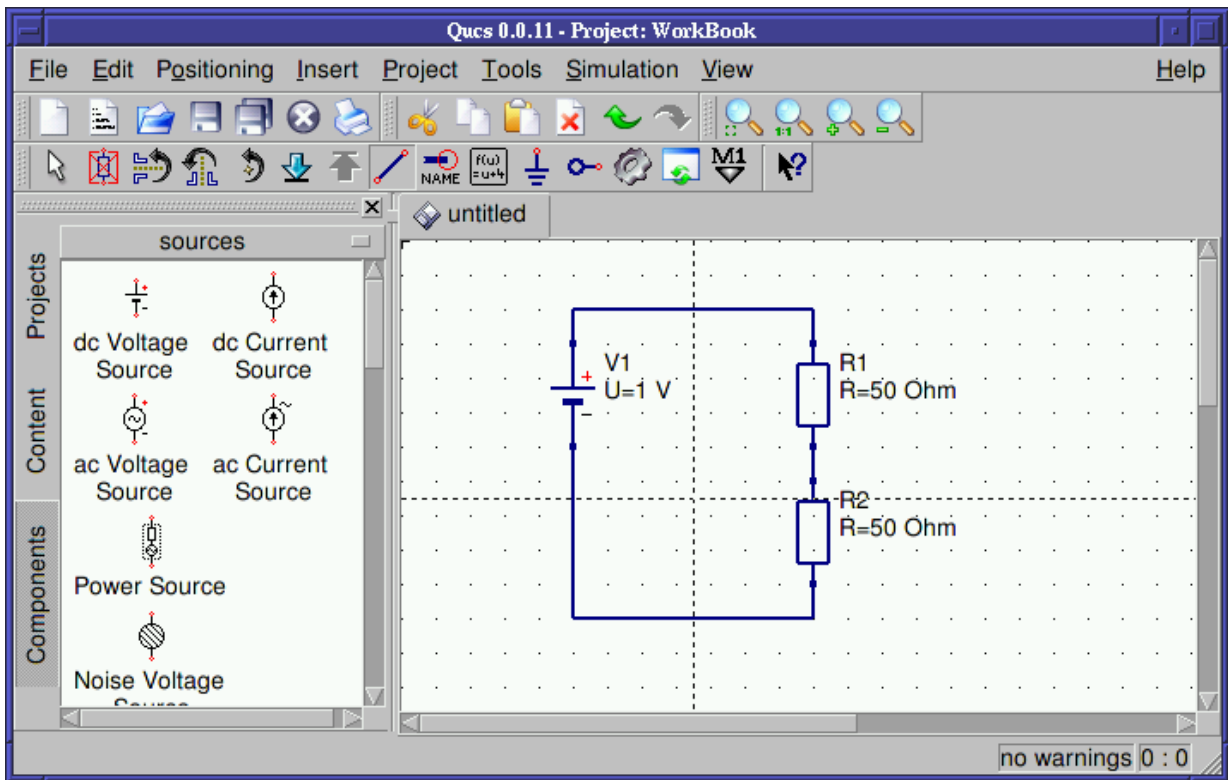 Qucs 0.0.11 - Project: WorkBook
File Edit Positioning Insert Project Tools Simulation View Help
1:1
NAME
f(u)
=u+4
M1
?
sources
untitled
Projects
Content
Components
dc Voltage
Source
dc Current
Source
ac Voltage
Source
ac Current
Source
Power Source
Noise Voltage
V1
U=1 V
+
−
R1
R=50 Ohm
R2
R=50 Ohm
no warnings 0 : 0